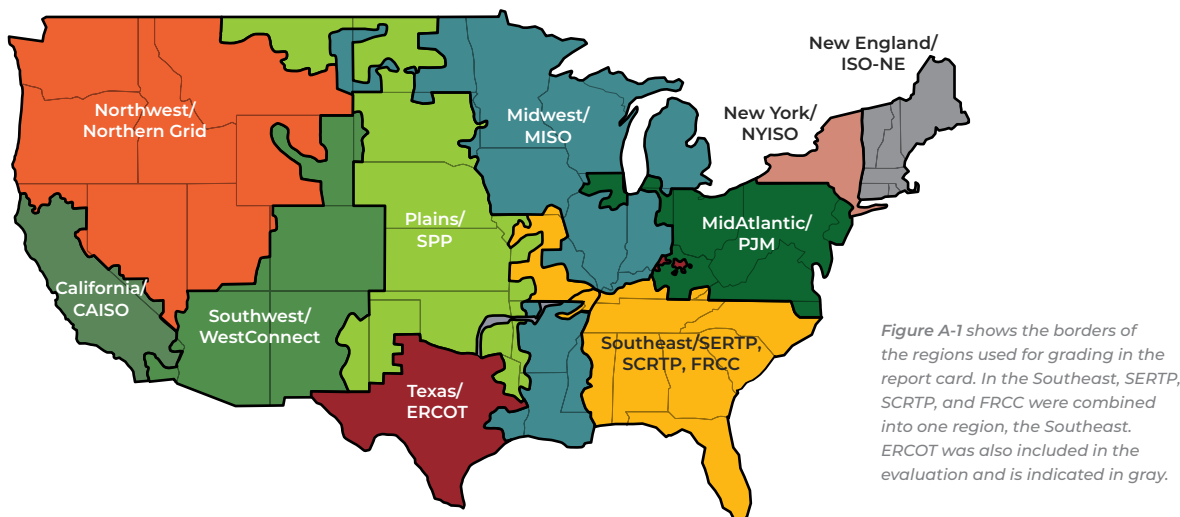 New England/
ISO-NE
New York/
NYISO
Northwest/
Northern Grid
Midwest/
MISO
Plains/
SPP
MidAtlantic/
PJM
California/
CAISO
Southwest/
WestConnect
Southeast/SERTP,
SCRTP, FRCC
Texas/
ERCOT
Figure A-1 shows the borders of
the regions used for grading in the
report card. In the Southeast, SERTP,
SCRTP, and FRCC were combined
into one region, the Southeast.
ERCOT was also included in the
evaluation and is indicated in gray.